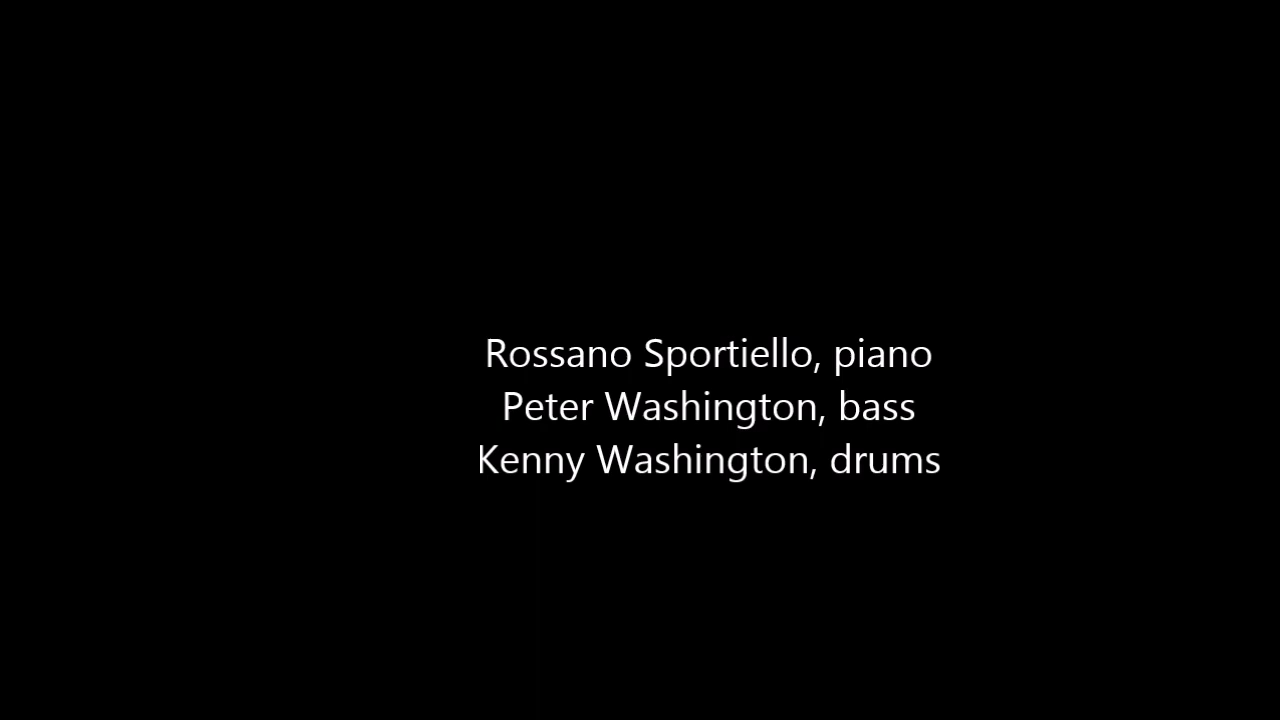 Rossano Sportiello, piano
Peter Washington, bass
Kenny Washington, drums